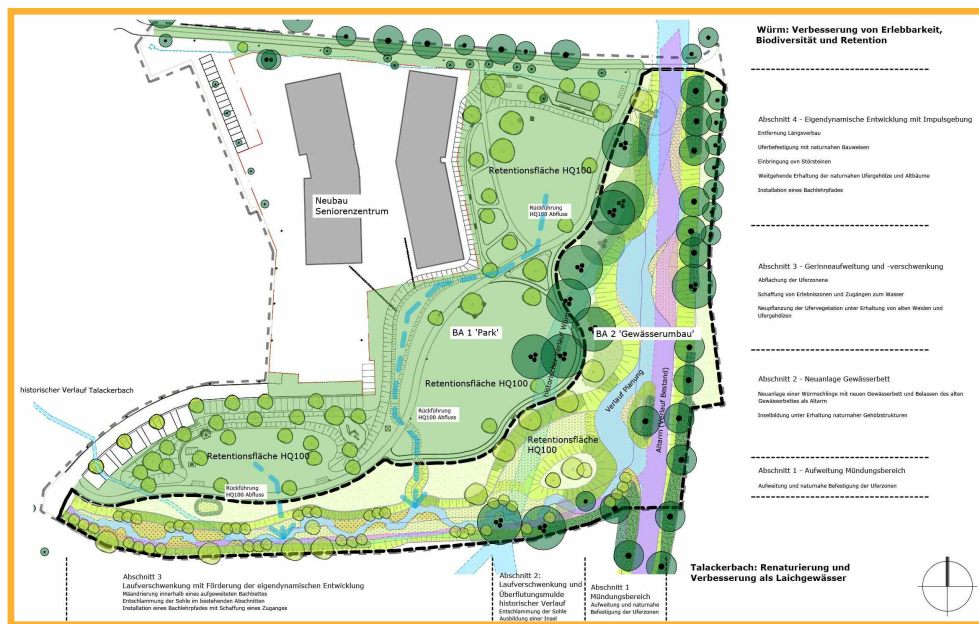 Würm: Verbesserung von Erlebbarkeit,
Biodiversität und Retention
Abschnitt 4 - Eigendynamische Entwicklung mit Impulsgebung
Entfernung Längsverbau
Uferbefestigung mit naturnahen Bauweisen
Einbringung ovn Störsteinen
Weitgehende Erhaltung der naturnahen Ufergehölze und Altbäume
Installation eines Bachlehrpfades
Abschnitt 3 - Gerinneaufweitung und -verschwenkung
Abflachung der Uferzonene
Schaffung von Erlebniszonen und Zugängen zum Wasser
Neupflanzung der Ufervegetation unter Erhaltung von alten Weiden und
Ufergehölzen
Abschnitt 2 - Neuanlage Gewässerbett
Neuanlage einer Würmschlinge mit neuen Gewässerbett und Belassen des alten
Gewässerbettes als Altarm
Inselbildung unter Erhaltung naturnaher Gehölzstrukturen
Abschnitt 1 - Aufweitung Mündungsbereich
Aufweitung und naturnahe Befestigung der Uferzonen
Retentionsfläche HQ100
Neubau
Seniorenzentrum
Rückführung
HQ100 Abfluss
BA 1 'Park'
BA 2 'Gewässerumbau'
historischer Verlauf Würm
Retentionsfläche HQ100
Verlauf Planung
Altarm (Verlauf Bestand)
historischer Verlauf Talackerbach
Rückführung
HQ100 Abfluss
Retentionsfläche
HQ100
Retentionsfläche HQ100
Rückführung
HQ100 Abfluss
Abschnitt 3
Laufverschwenkung mit Förderung der eigendynamischen Entwicklung
Mäandrierung innerhalb eines aufgeweiteten Bachbettes
Entschlammung der Sohle im bestehenden Abschnitten
Installation eines Bachlehrpfades mit Schaffung eines Zuganges
Abschnitt 2:
Laufverschwenkung und
Überflutungsmulde
historischer Verlauf
Entschlammung der Sohle
Ausbildung einer Insel
Abschnitt 1
Mündungsbereich
Aufweitung und naturnahe
Befestigung der Uferzonen
Talackerbach: Renaturierung und
Verbesserung als Laichgewässer